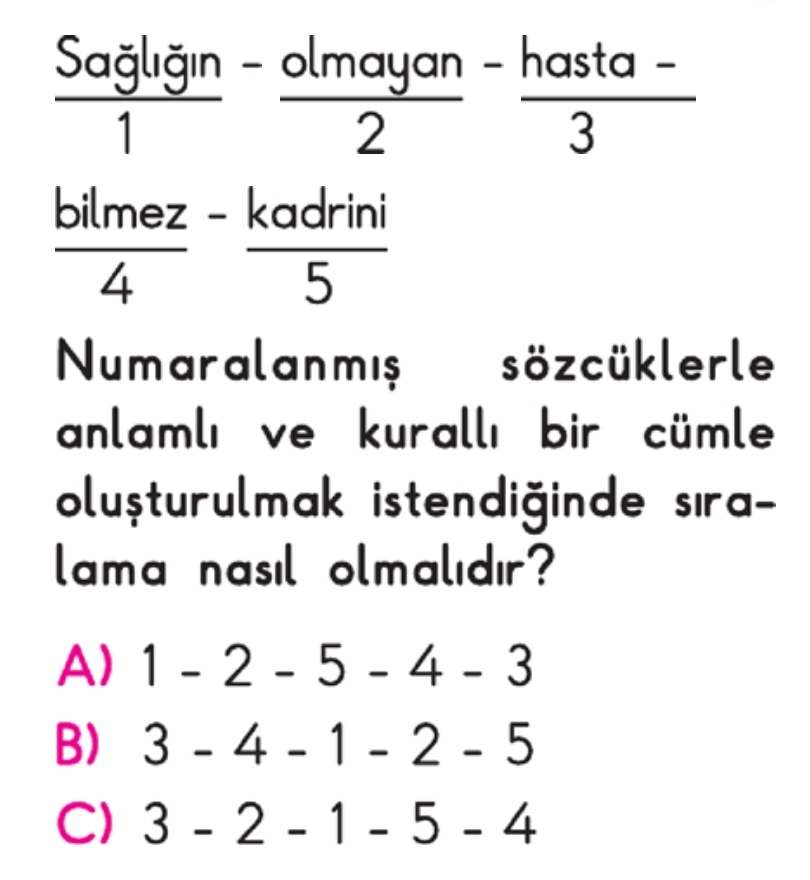 Sağlığın - olmayan - hasta -
1 2 3
bilmez - kadrini
4 5
Numaralanmış sözcüklerle
anlamlı ve kurallı bir cümle
oluşturulmak istendiğinde sıra-
lama nasıl olmalıdır?
A) 1 - 2 - 5 - 4 - 3
B) 3 - 4 - 1 - 2 - 5
C) 3 - 2 - 1 - 5 - 4